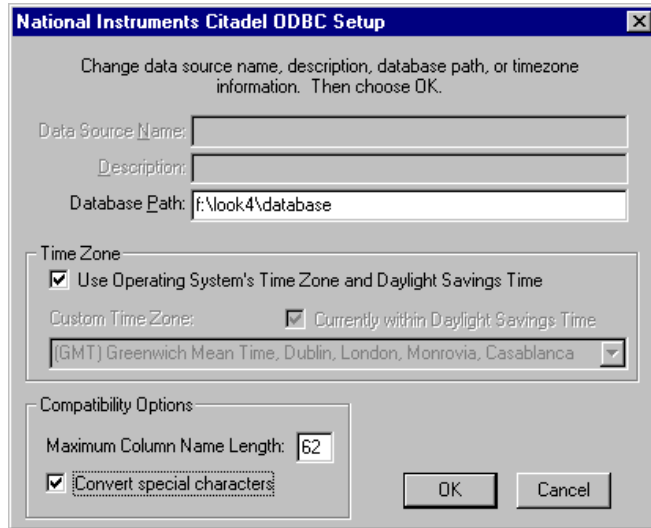 National Instruments Citadel ODBC Setup
Change data source name, description, database path, or timezone
information. Then choose OK.
Data Source Name:
Description:
Database Path: f:\look4\database
Time Zone
Use Operating System's Time Zone and Daylight Savings Time
Custom Time Zone: Currently within Daylight Savings Time
(GMT) Greenwich Mean Time, Dublin, London, Monrovia, Casablanca
Compatibility Options
Maximum Column Name Length: 62
Convert special characters
OK Cancel